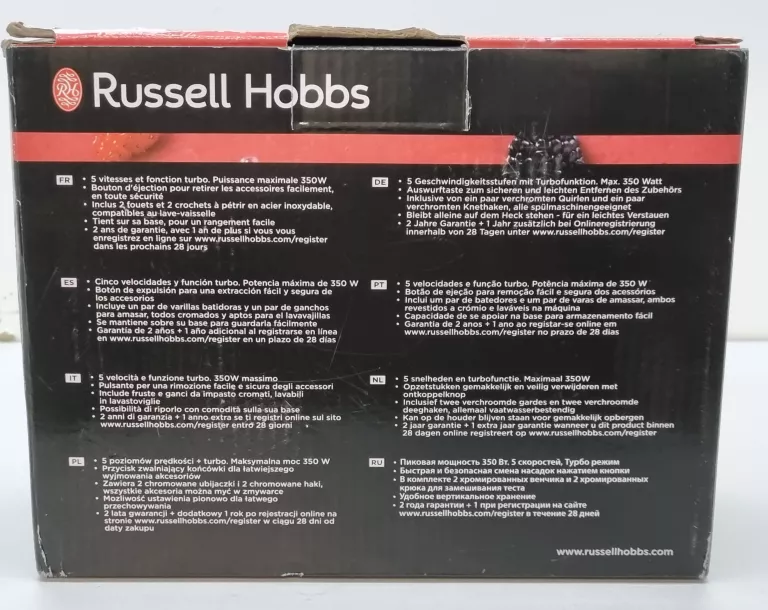 RH Russell Hobbs
FR
• 5 vitesses et fonction turbo. Puissance maximale 350W
• Bouton d'éjection pour retirer les accessoires facilement,
en toute sécurité
• Inclus 2 fouets et 2 crochets à pétrir en acier inoxydable,
compatibles au lave-vaisselle
• Tient sur sa base, pour un rangement facile
• 2 ans de garantie, avec 1 an de plus si vous vous
enregistrez en ligne sur www.russellhobbs.com/register
dans les prochains 28 jours
DE
• 5 Geschwindigkeitsstufen mit Turbofunktion. Max. 350 Watt
• Auswurftaste zum sicheren und leichten Entfernen des Zubehörs
• Inklusive von ein paar verchromten Quirlen und ein paar
verchromten Knethaken, alle spülmaschinengeeignet
• Bleibt alleine auf dem Heck stehen - für ein leichtes Verstauen
• 2 Jahre Garantie + 1 Jahr zusätzlich bei Onlineregistrierung
innerhalb von 28 Tagen unter www.russellhobbs.com/register
ES
• Cinco velocidades y función turbo. Potencia máxima de 350 W
• Botón de expulsión para una extracción fácil y segura de
los accesorios
• Incluye un par de varillas batidoras y un par de ganchos
para amasar, todos cromados y aptos para el lavavajillas
• Se mantiene sobre su base para guardarla fácilmente
• Garantía de 2 años + 1 año adicional al registrarse en línea
en www.russellhobbs.com/register en un plazo de 28 días
PT
• 5 velocidades e função turbo. Potência máxima de 350 W
• Botão de ejeção para remoção fácil e segura dos acessórios
• Inclui um par de batedores e um par de varas de amassar, ambos
revestidos a crómio e laváveis na máquina
• Capacidade de se apoiar na base para armazenamento fácil
• Garantia de 2 anos + 1 ano ao registar-se online em
www.russellhobbs.com/register no prazo de 28 dias
IT
• 5 velocità e funzione turbo. 350W massimo
• Pulsante per una rimozione facile e sicura degli accessori
• Include fruste e ganci da impasto cromati, lavabili
in lavastoviglie
• Possibilità di riporlo con comodità sulla sua base
• 2 anni di garanzia + 1 anno extra se ti registri online sul sito
www.russellhobbs.com/register entro 28 giorni
NL
• 5 snelheden en turbofunctie. Maximaal 350W
• Opzetstukken gemakkelijk en veilig verwijderen met
ontkoppelknop
• Inclusief twee verchroomde gardes en twee verchroomde
deeghaken, allemaal vaatwasserbestendig
• Kan op de houder blijven staan voor gemakkelijk opbergen
• 2 jaar garantie + 1 extra jaar garantie wanneer u dit product binnen
28 dagen online registreert op www.russellhobbs.com/register
PL
• 5 poziomów prędkości + turbo. Maksymalna moc 350 W
• Przycisk zwalniający końcówki dla łatwiejszego
wyjmowania akcesoriów
• Zawiera 2 chromowane ubijaczki i 2 chromowane haki,
wszystkie akcesoria można myć w zmywarce
• Możliwość ustawienia pionowo dla łatwego
przechowywania
• 2 lata gwarancji + dodatkowy 1 rok po rejestracji online na
stronie www.russellhobbs.com/register w ciągu 28 dni od
daty zakupu
RU
• Пиковая мощность 350 Вт. 5 скоростей, Турбо режим
• Быстрая и безопасная смена насадок нажатием кнопки
• В комплекте 2 хромированных венчика и 2 хромированных
крюка для замешивания теста
• Удобное вертикальное хранение
• 2 года гарантии + 1 при регистрации на сайте
www.russellhobbs.com/register в течение 28 дней
www.russellhobbs.com